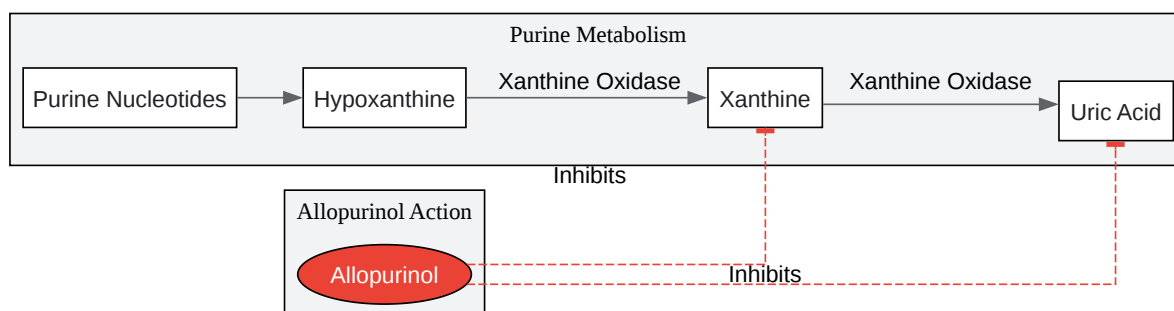 Purine Metabolism
Purine Nucleotides
Hypoxanthine
Xanthine Oxidase
Xanthine
Xanthine Oxidase
Uric Acid
Inhibits
Allopurinol Action
Allopurinol
Inhibits